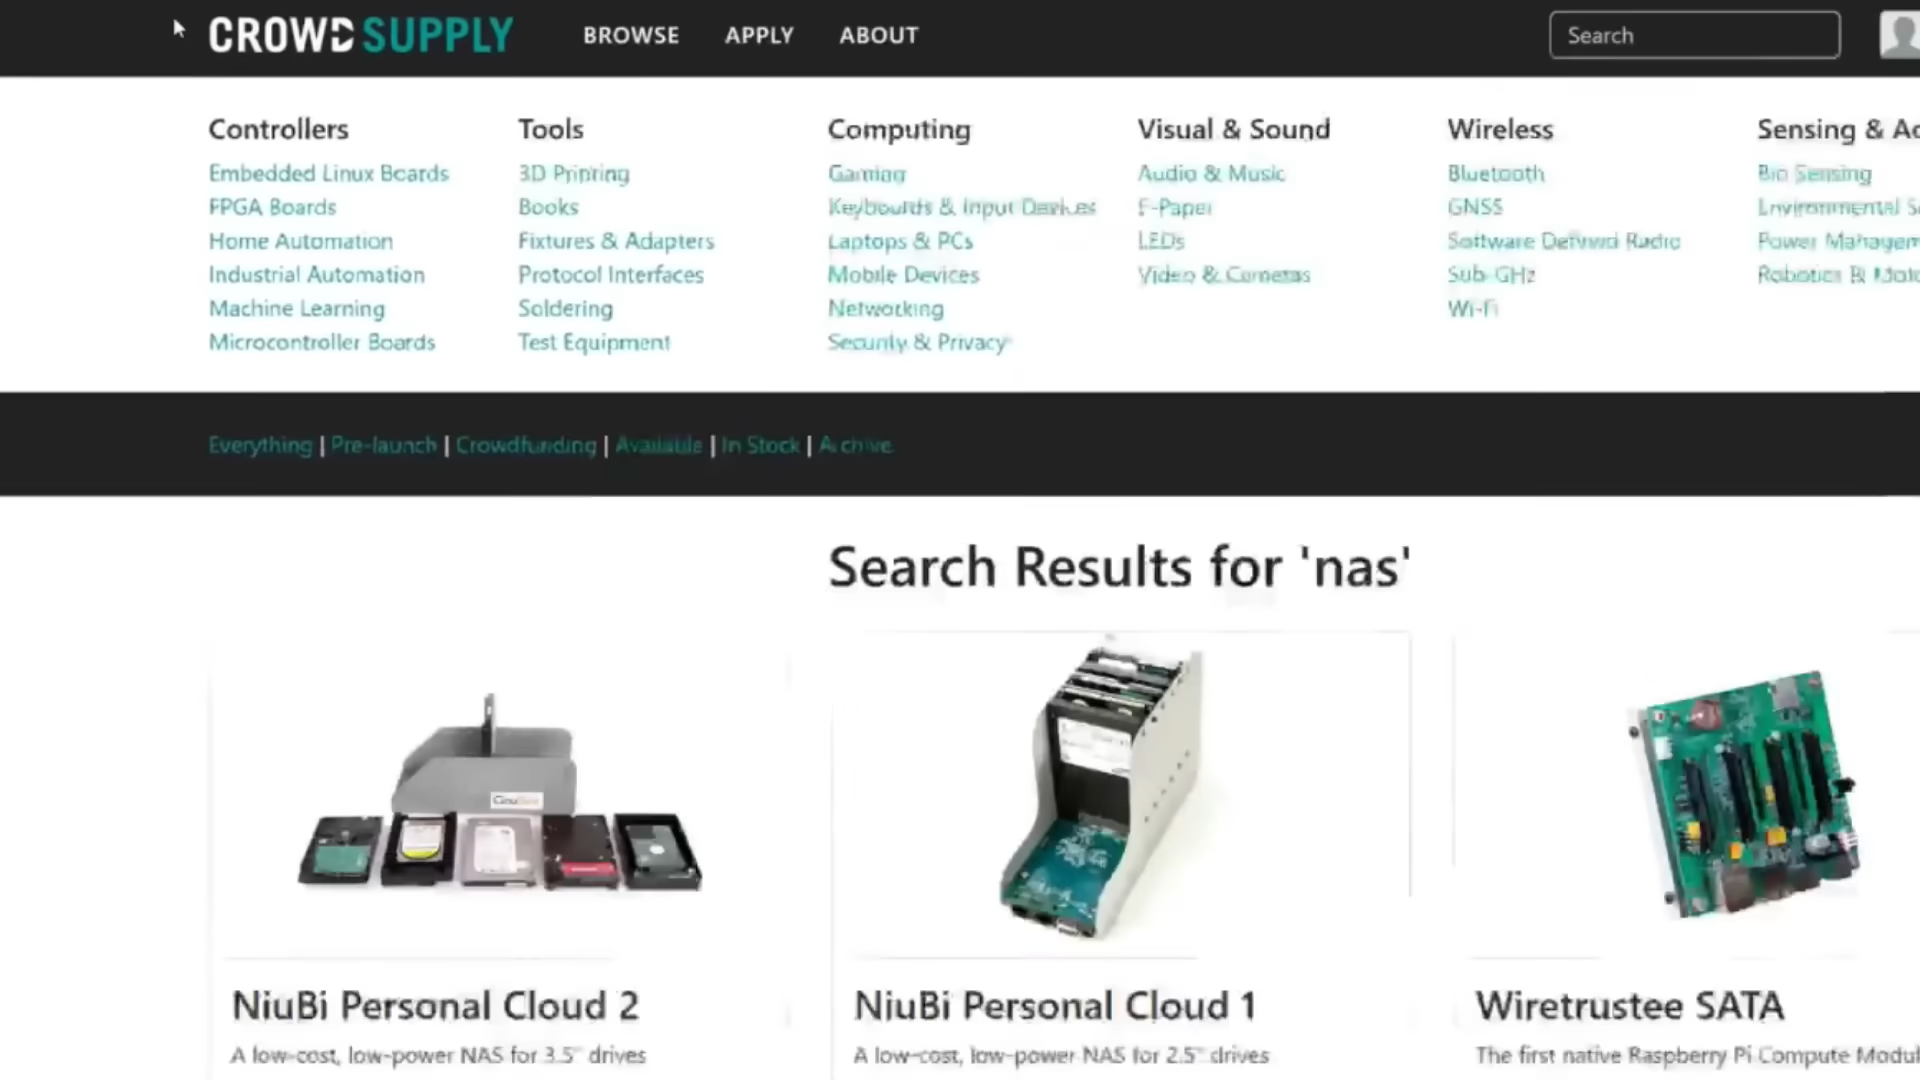 CROWD SUPPLY BROWSE APPLY ABOUT Search
Controllers Tools Computing Visual & Sound Wireless Sensing & Ac
Embedded Linux Boards 3D Printing Gaming Audio & Music Bluetooth Bio Sensing
FPGA Boards Books Keyboards & Input Devices E-Paper GNSS Environmental S
Home Automation Fixtures & Adapters Laptops & PCs LEDs Software Defined Radio Power Managem
Industrial Automation Protocol Interfaces Mobile Devices Video & Cameras Sub-GHz Robotics & Moto
Machine Learning Soldering Networking Wi-Fi
Microcontroller Boards Test Equipment Security & Privacy
Everything | Pre-launch | Crowdfunding | Available | In Stock | Archive
Search Results for 'nas'
NiuBi Personal Cloud 2 NiuBi Personal Cloud 1 Wiretrustee SATA
A low-cost, low-power NAS for 3.5" drives A low-cost, low-power NAS for 2.5" drives The first native Raspberry Pi Compute Modul